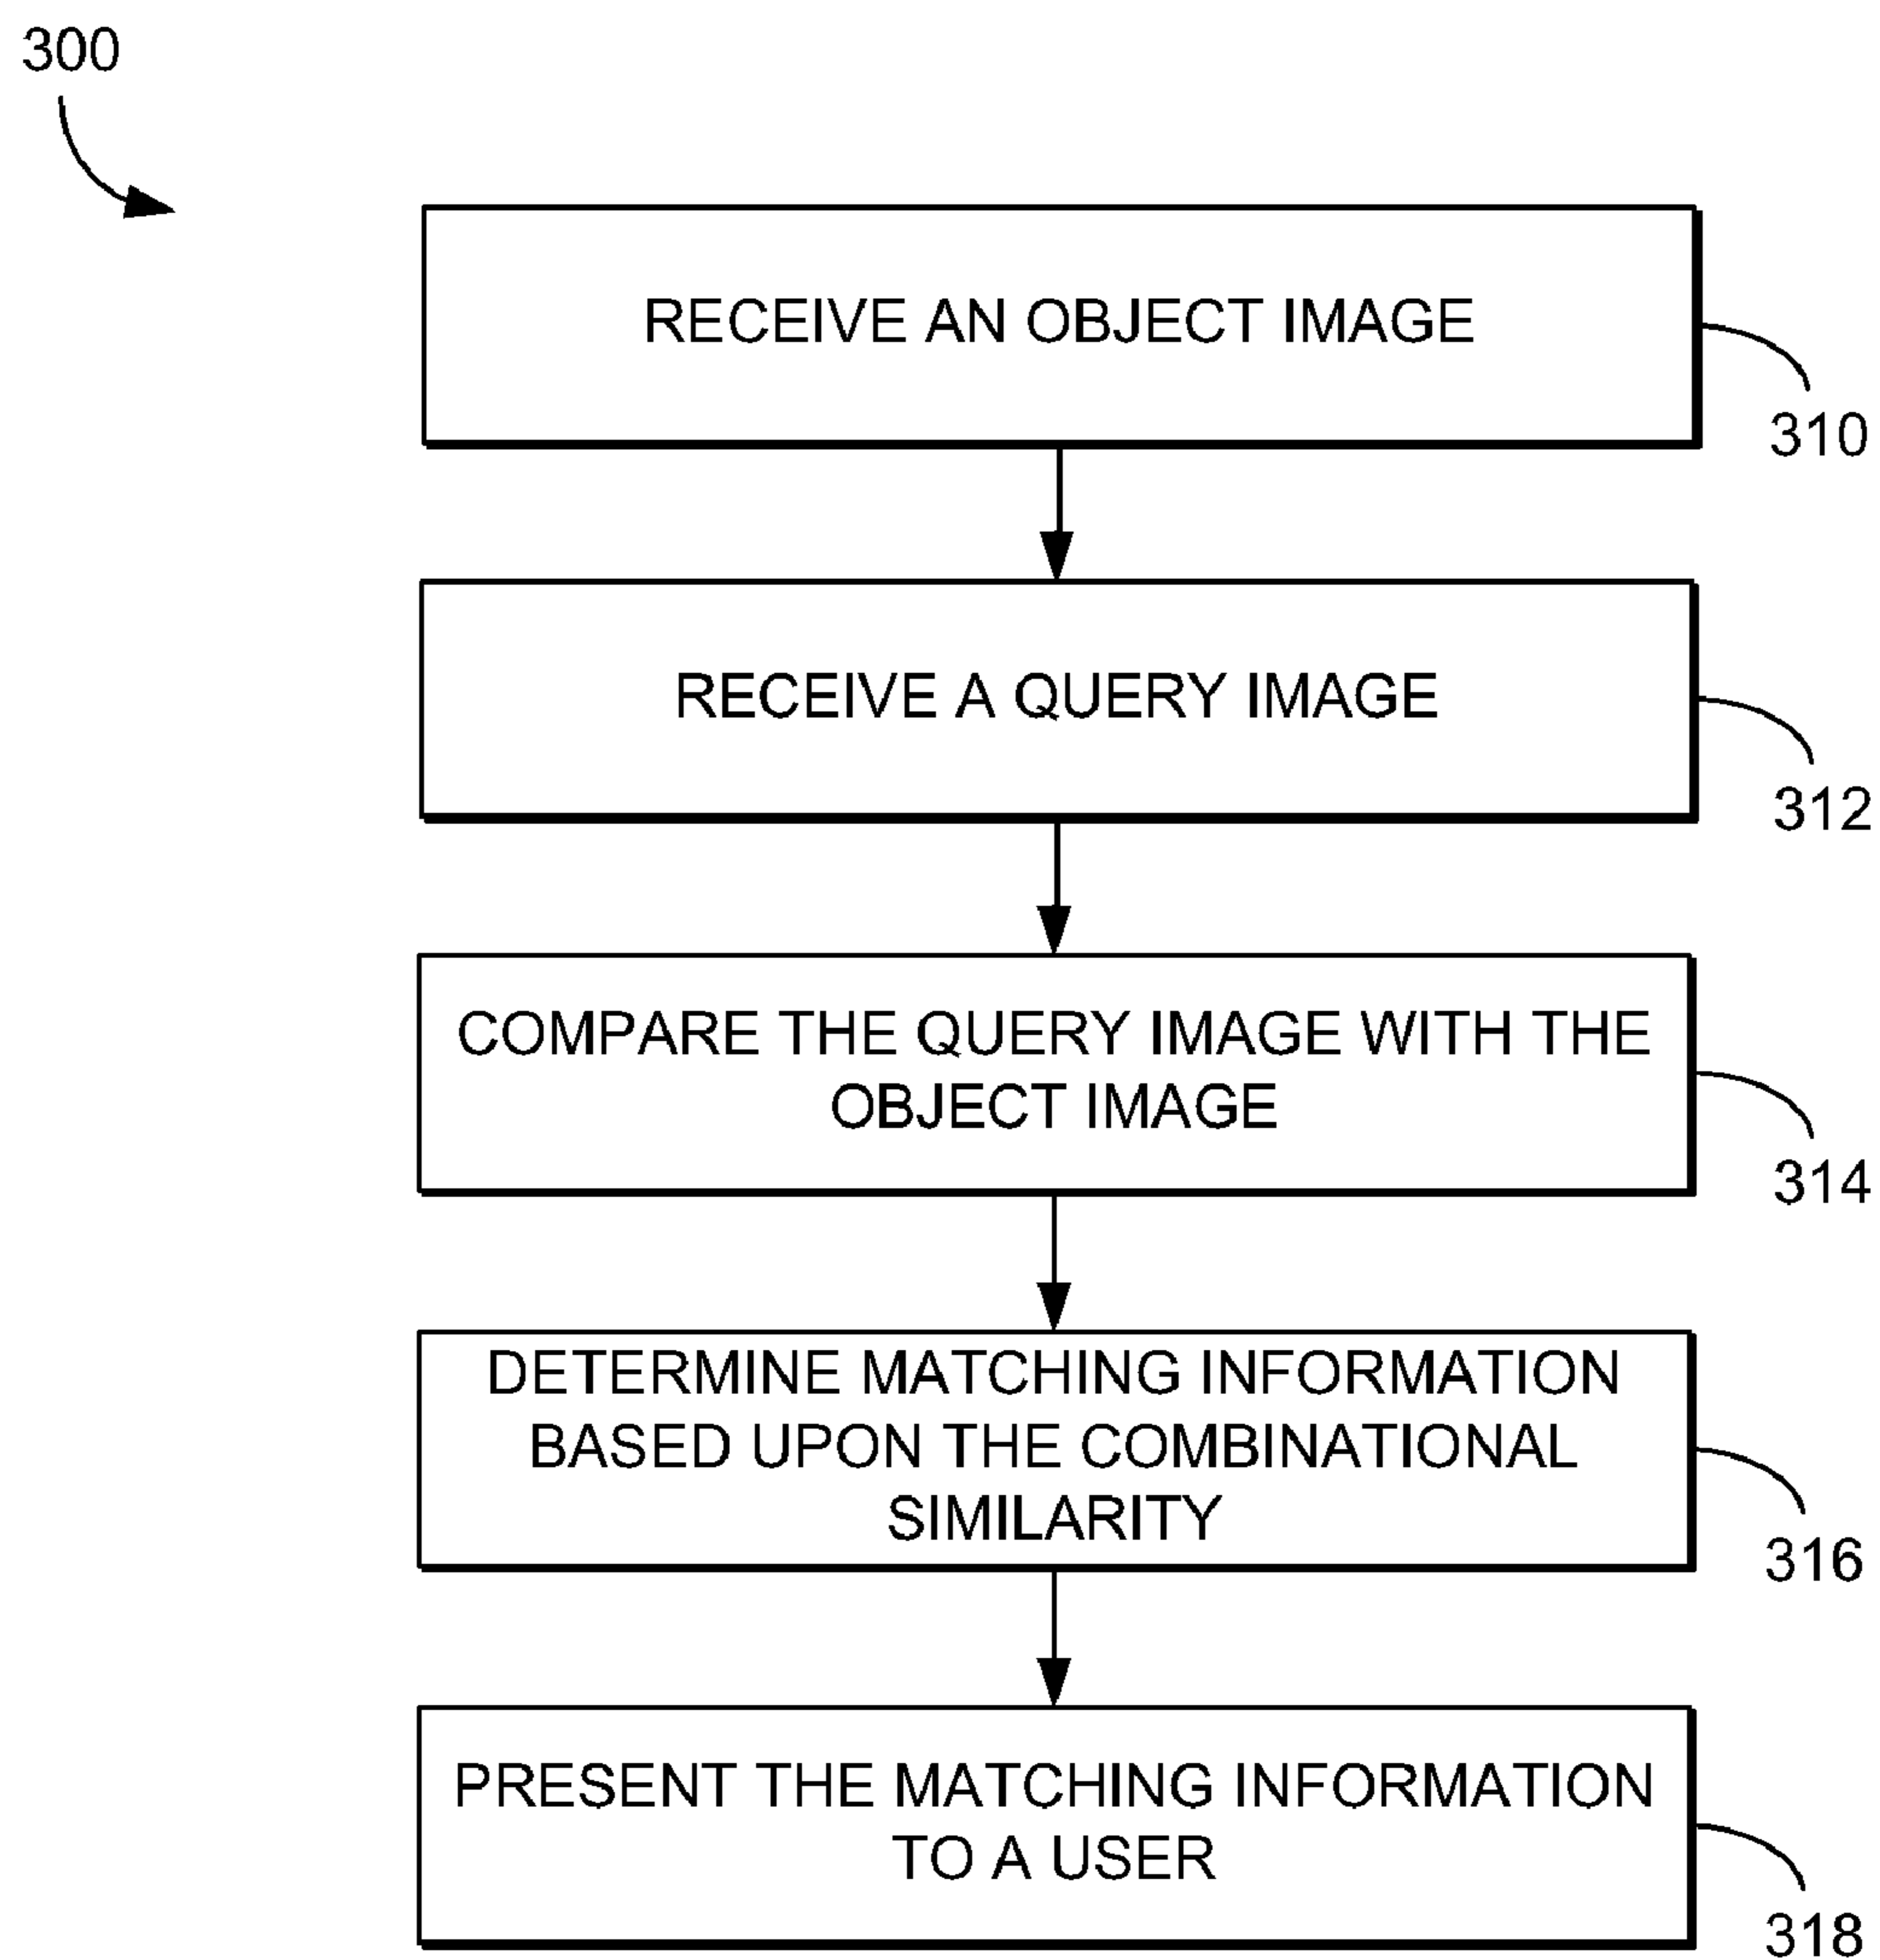 300
RECEIVE AN OBJECT IMAGE
310
RECEIVE A QUERY IMAGE
312
COMPARE THE QUERY IMAGE WITH THE
OBJECT IMAGE
314
DETERMINE MATCHING INFORMATION
BASED UPON THE COMBINATIONAL
SIMILARITY
316
PRESENT THE MATCHING INFORMATION
TO A USER
318